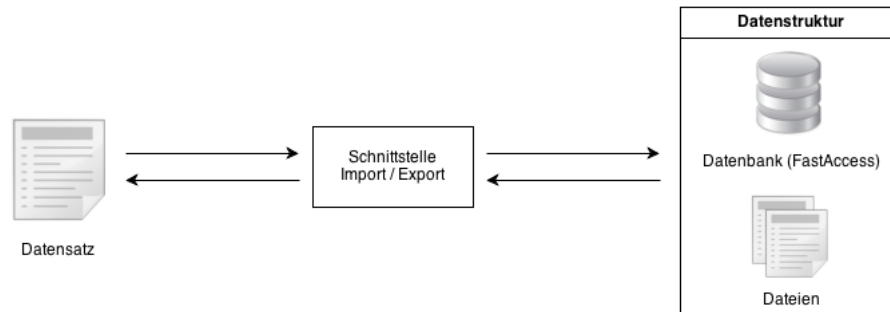 Datensatz
Schnittstelle
Import / Export
Datenstruktur
Datenbank (FastAccess)
Dateien